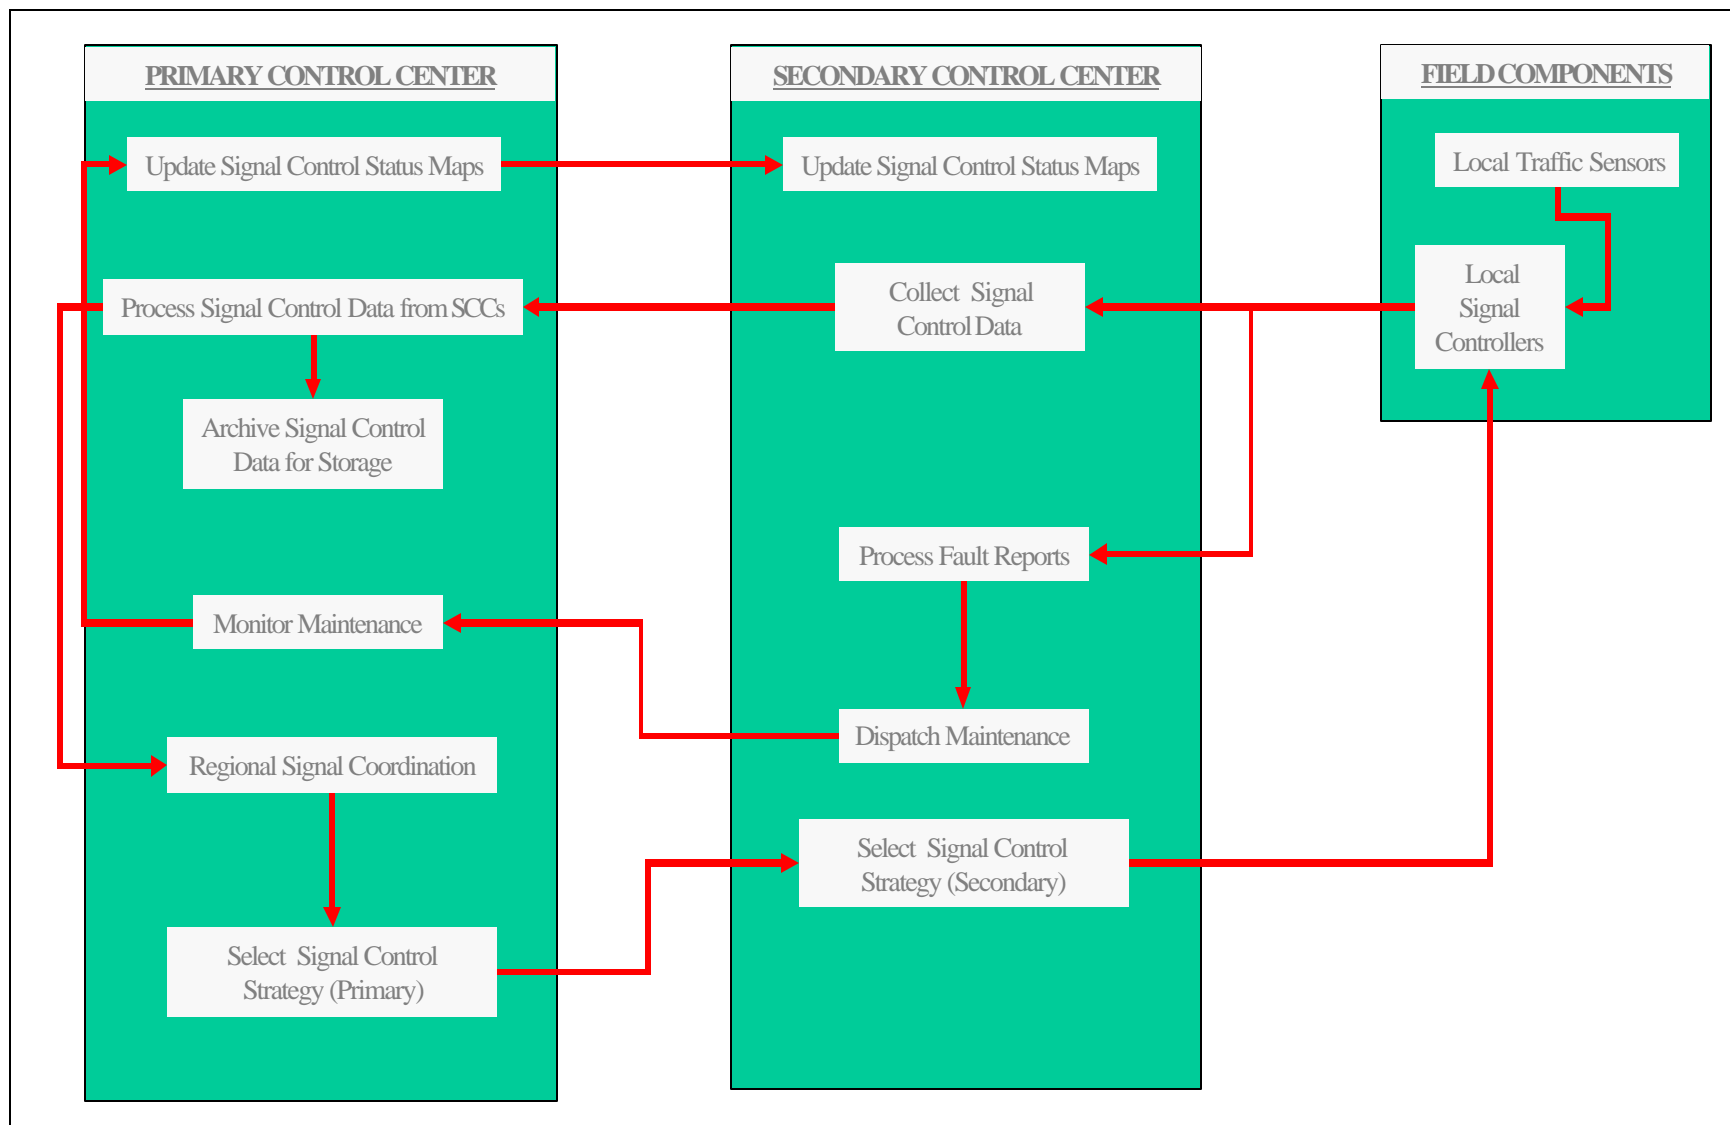 PRIMARY CONTROL CENTER
Update Signal Control Status Maps
Process Signal Control Data from SCCs
Archive Signal Control
Data for Storage
Monitor Maintenance
Regional Signal Coordination
Select Signal Control
Strategy (Primary)
SECONDARY CONTROL CENTER
Update Signal Control Status Maps
Collect Signal
Control Data
Process Fault Reports
Dispatch Maintenance
Select Signal Control
Strategy (Secondary)
FIELD COMPONENTS
Local Traffic Sensors
Local
Signal
Controllers